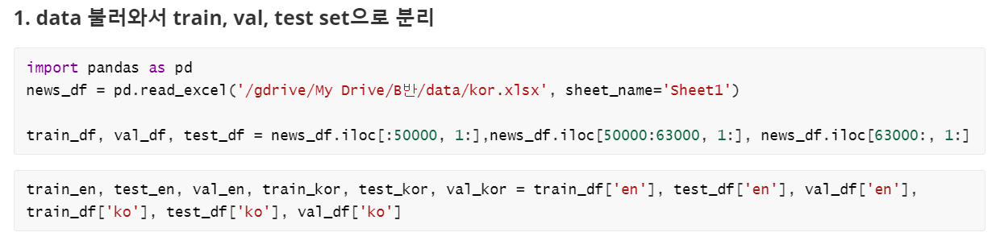 1. data 불러와서 train, val, test set으로 분리
import pandas as pd
news_df = pd.read_excel('/gdrive/My Drive/B반/data/kor.xlsx', sheet_name='Sheet1')
train_df, val_df, test_df = news_df.iloc[:50000, 1:],news_df.iloc[50000:63000, 1:], news_df.iloc[63000:, 1:]
train_en, test_en, val_en, train_kor, test_kor, val_kor = train_df['en'], test_df['en'], val_df['en'],
train_df['ko'], test_df['ko'], val_df['ko']